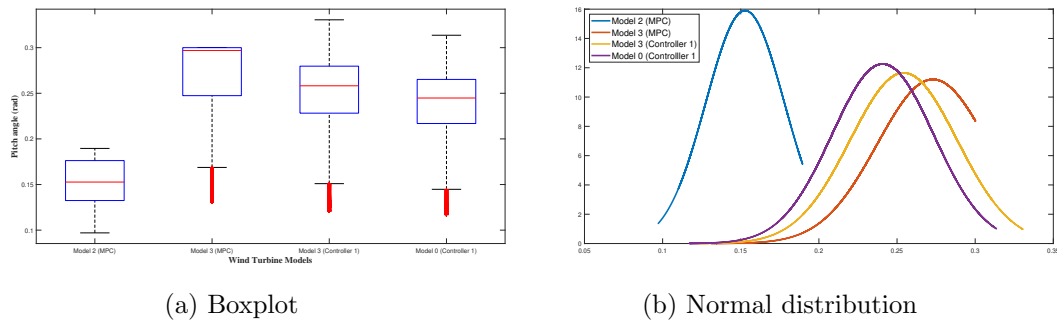 0.3
0.25
0.2
0.15
0.1
Pitch angle (rad)
Model 2 (MPC) Model 3 (MPC) Model 3 (Controller 1) Model 0 (Controller 1)
Wind Turbine Models
(a) Boxplot
16
14
12
10
8
6
4
2
0
Model 2 (MPC)
Model 3 (MPC)
Model 3 (Controller 1)
Model 0 (Controlller 1
0.05 0.1 0.15 0.2 0.25 0.3 0.35
(b) Normal distribution